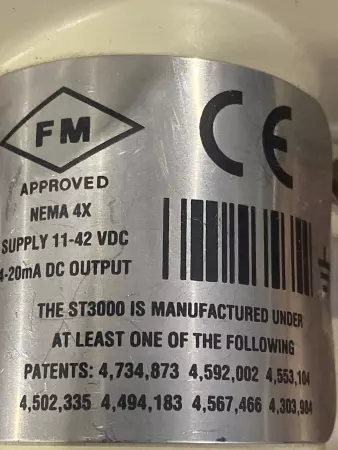 FM
CE
APPROVED
NEMA 4X
SUPPLY 11-42 VDC
4-20mA DC OUTPUT
THE ST3000 IS MANUFACTURED UNDER
AT LEAST ONE OF THE FOLLOWING
PATENTS: 4,734,873 4,592,002 4,553,104
4,502,335 4,494,183 4,567,466 4,303,984